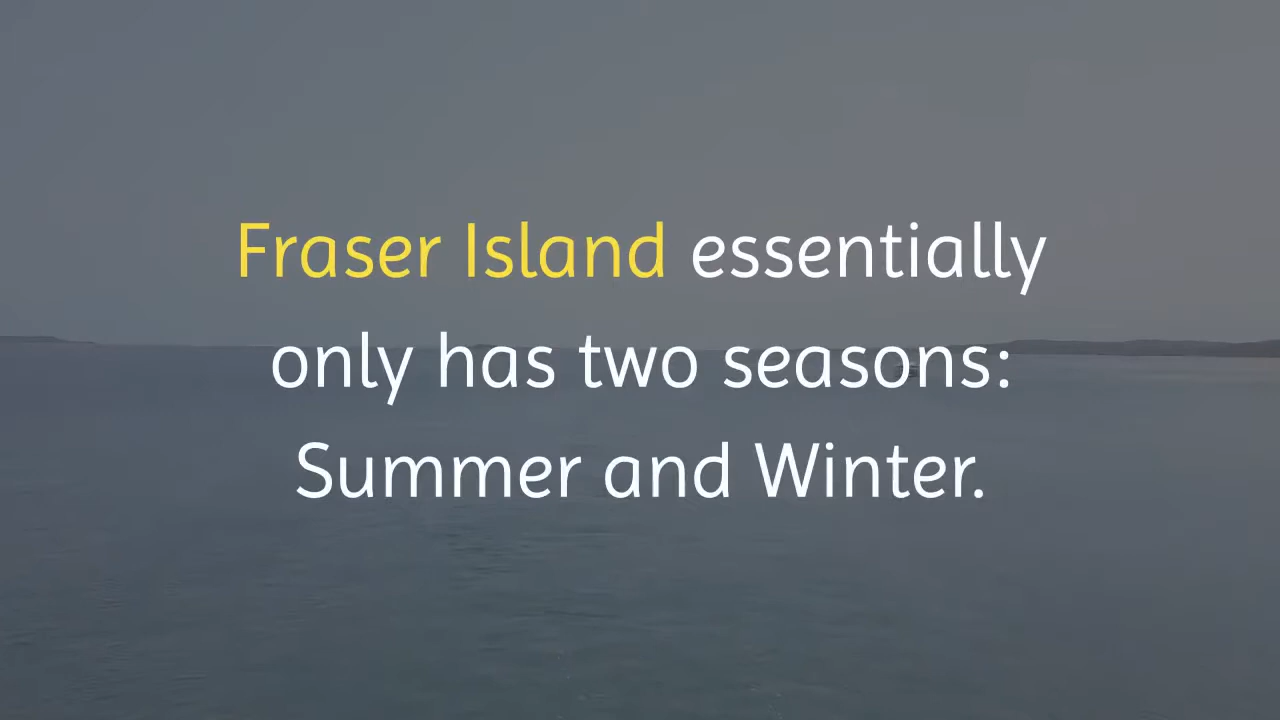 Fraser Island essentially
only has two seasons:
Summer and Winter.